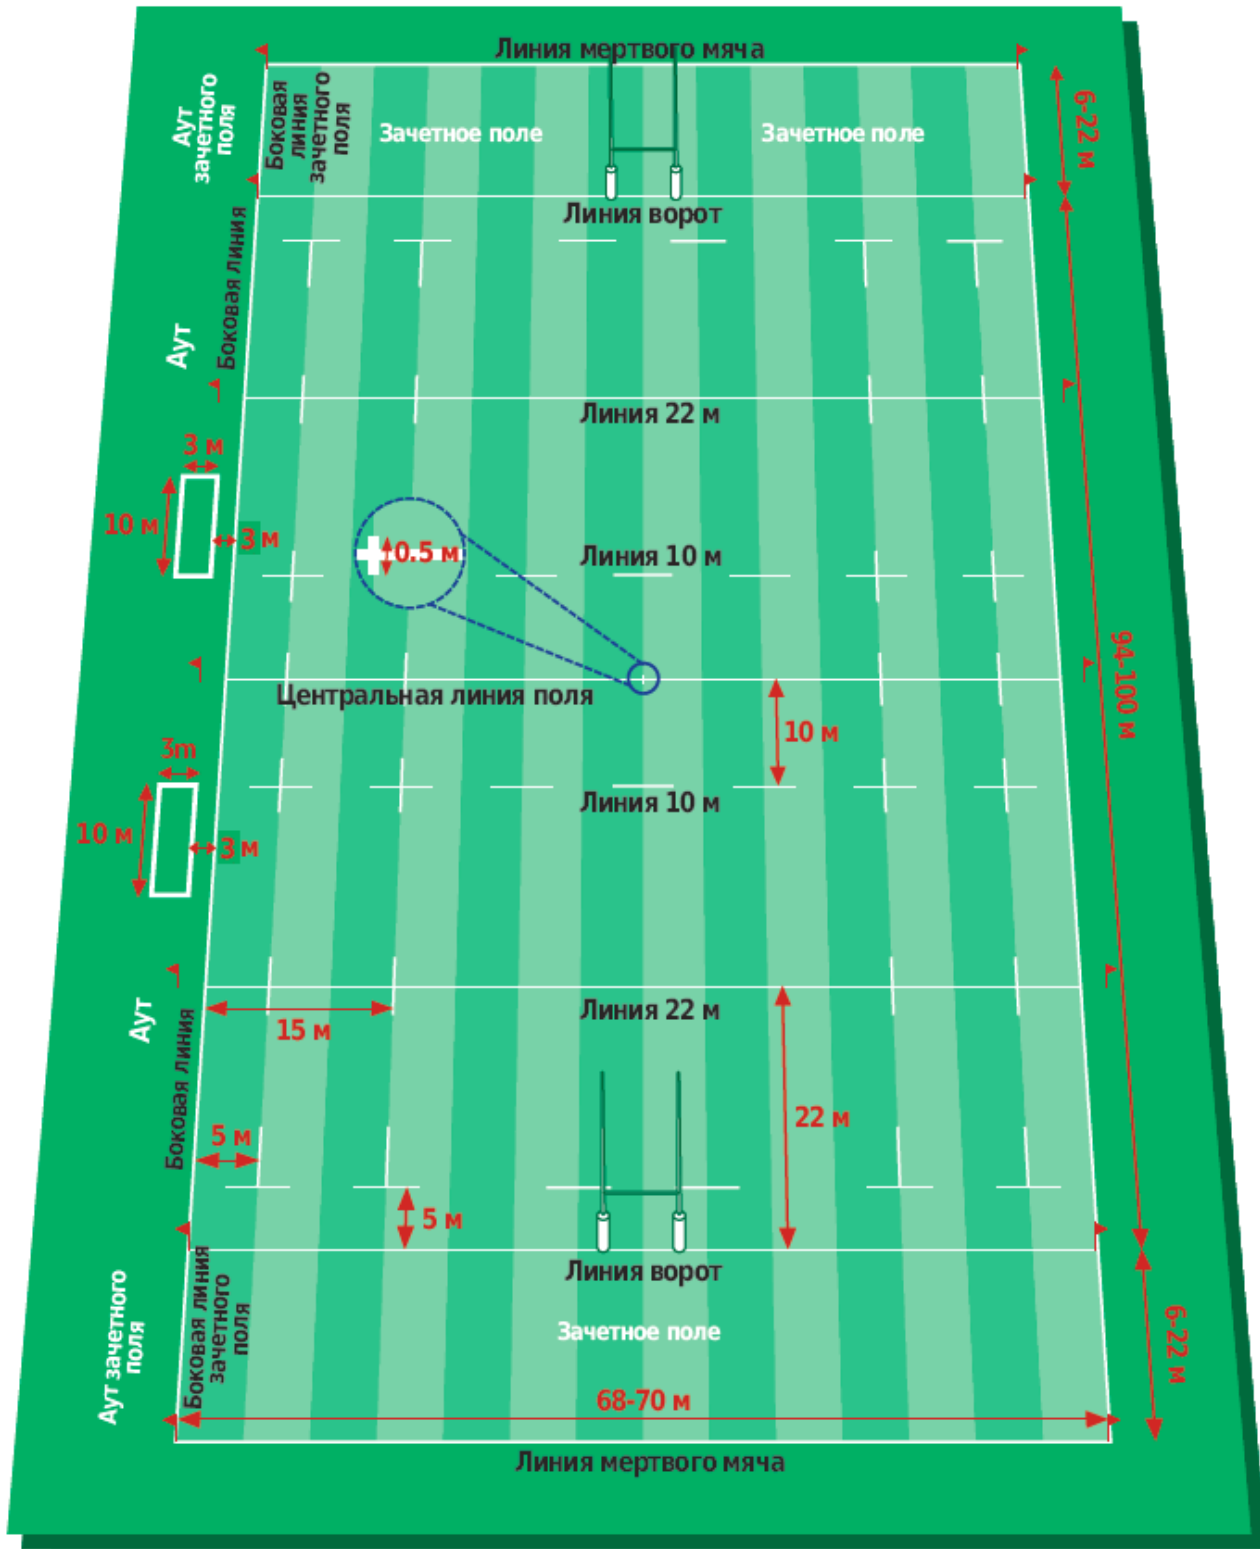 Линия мертвого мяча
Аут
зачетного
поля
Боковая
линия
зачетного
поля
Зачетное поле
Зачетное поле
6-22 м
Линия ворот
Боковая линия
Аут
Линия 22 м
3 м
10 м
3 м
0.5 м
Линия 10 м
94-100 м
Центральная линия поля
10 м
3m
10 м
3 м
Линия 10 м
Аут
Линия 22 м
15 м
Боковая линия
22 м
5 м
5 м
Линия ворот
Аут зачетного
поля
Боковая линия
зачетного
поля
Зачетное поле
6-22 м
68-70 м
Линия мертвого мяча